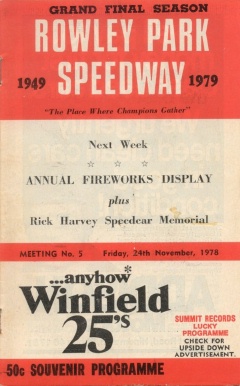 GRAND FINAL SEASON
ROWLEY PARK
1949 SPEEDWAY 1979
"The Place Where Champions Gather"
Next Week
☆ ☆ ☆
ANNUAL FIREWORKS DISPLAY
plus
Rick Harvey Speedcar Memorial
MEETING No. 5 Friday, 24th November, 1978
...anyhow*
Winfield
25's
SUMMIT RECORDS
LUCKY
PROGRAMME
CHECK FOR
UPSIDE DOWN
ADVERTISEMENT.
50c SOUVENIR PROGRAMME